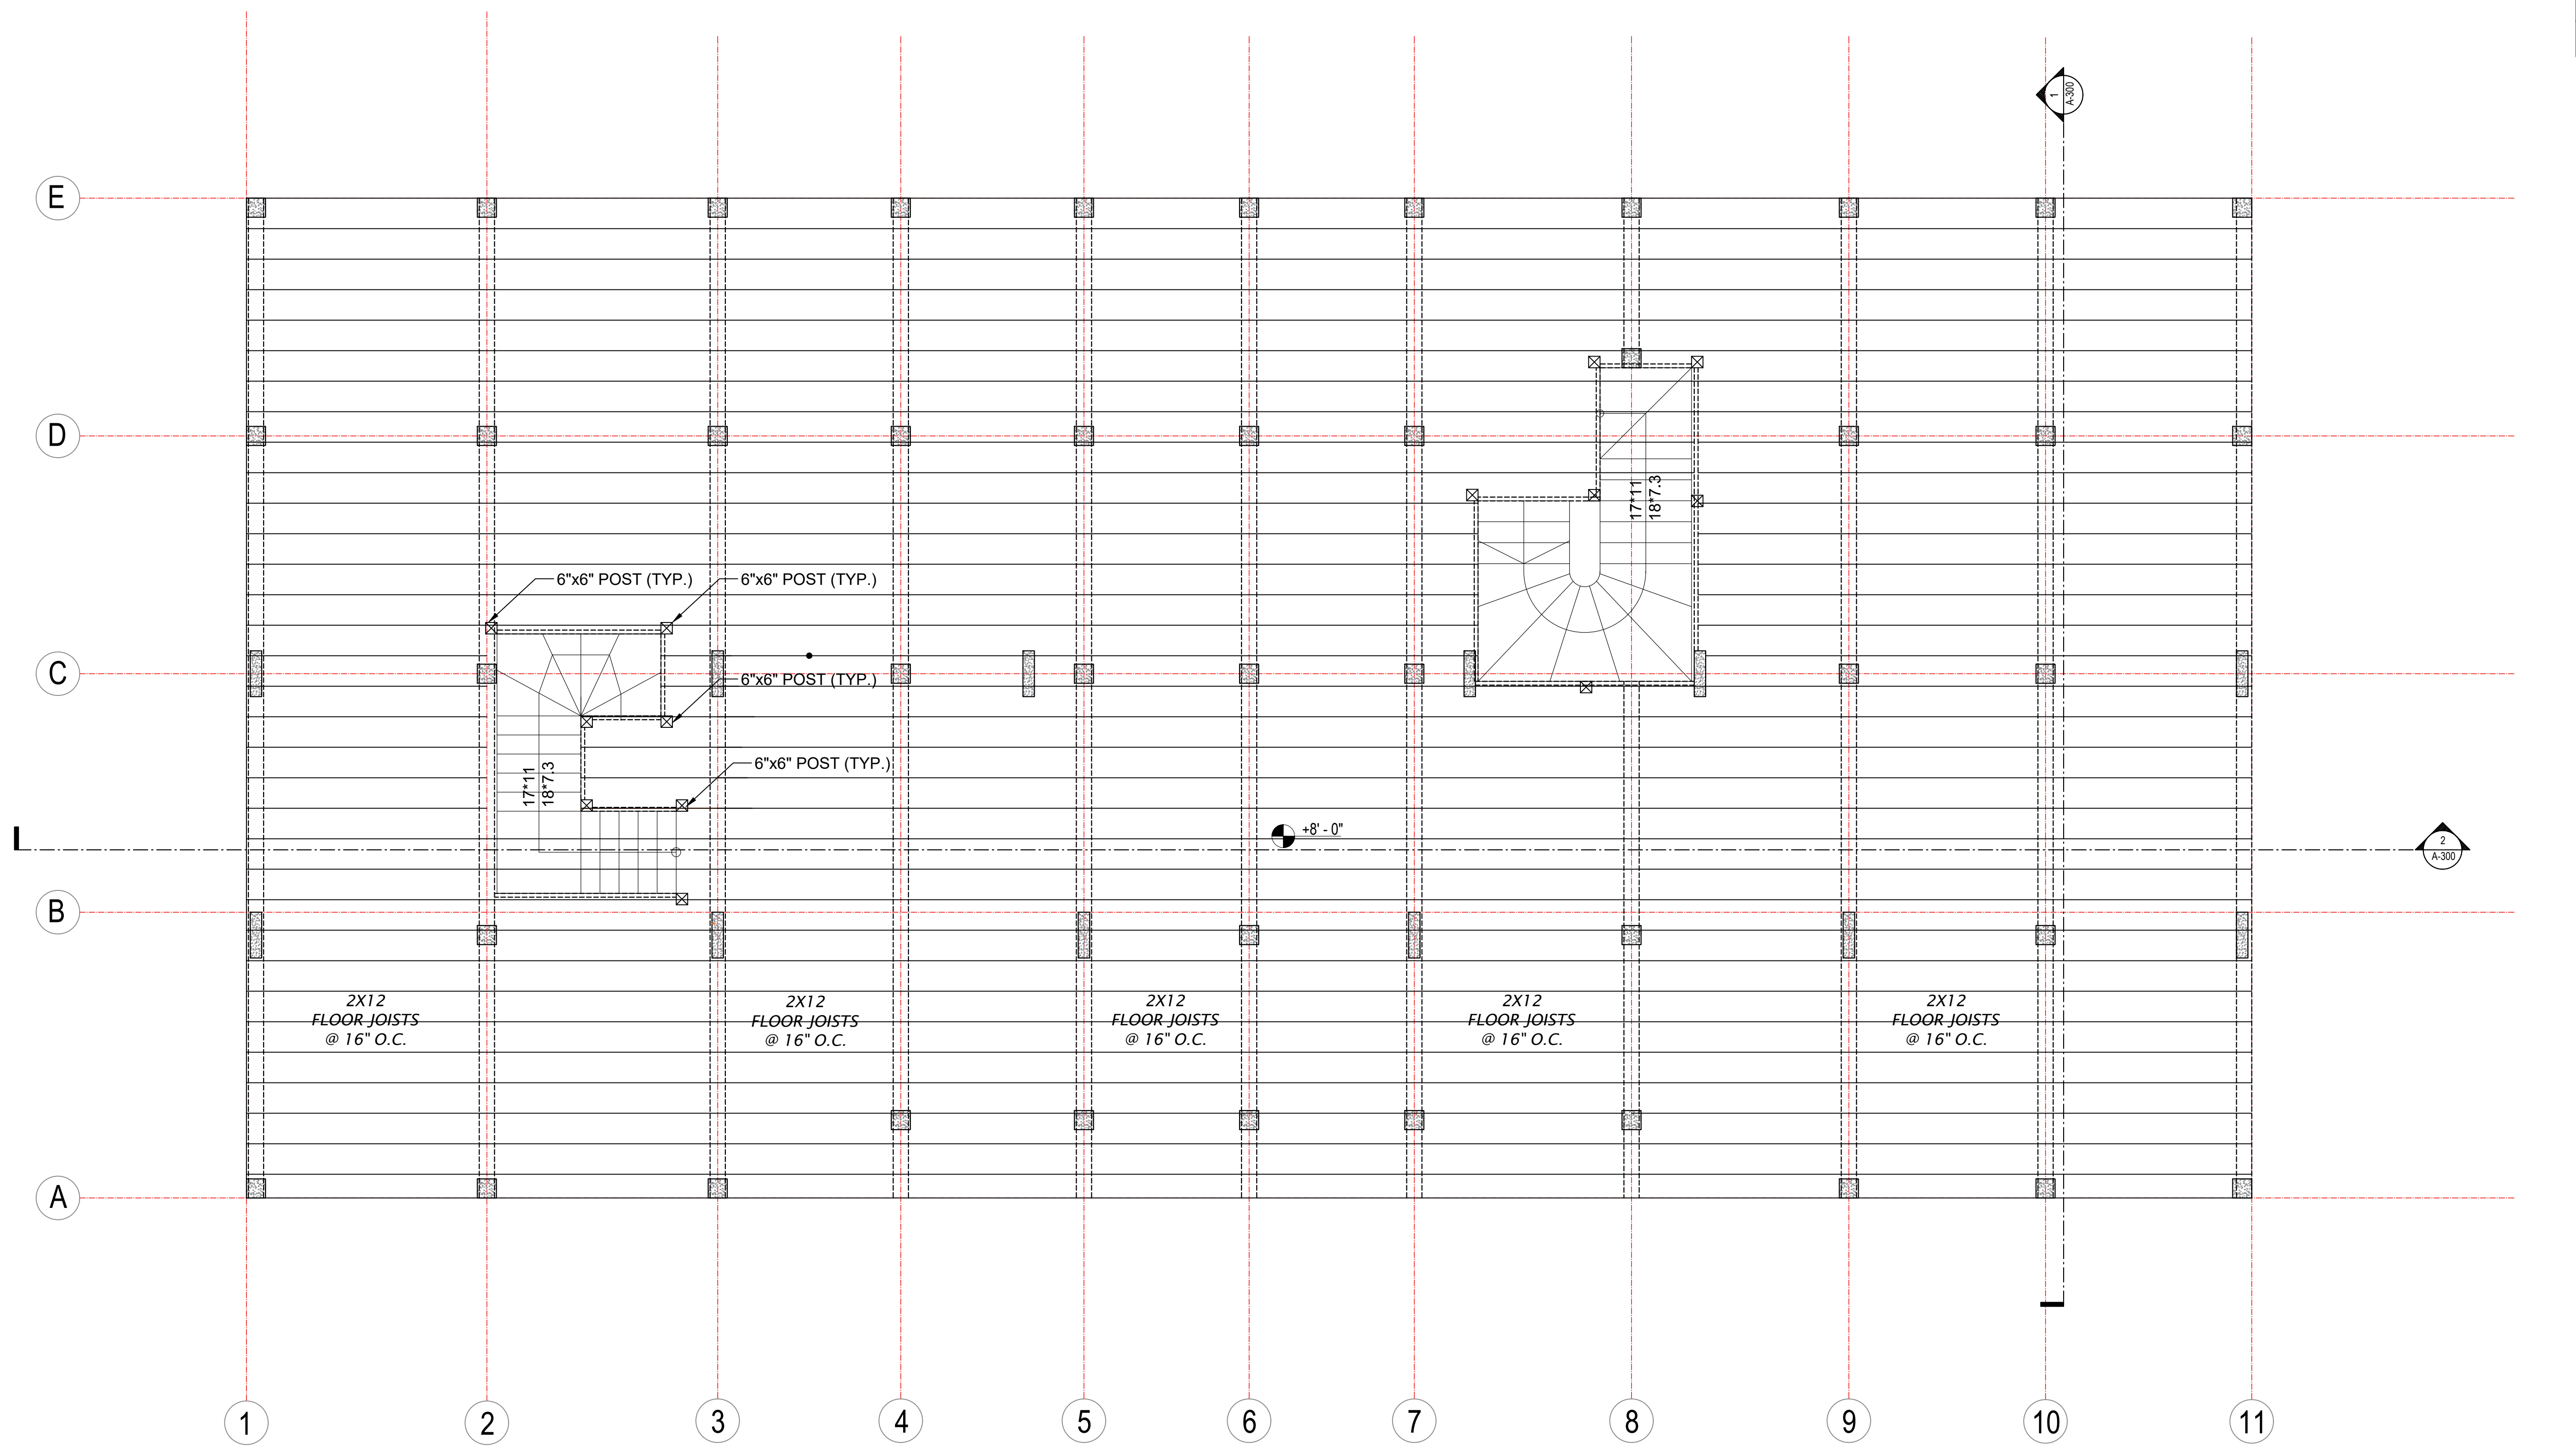 1
A-300
E
D
17*11
18*7.3
6"x6" POST (TYP.)
6"x6" POST (TYP.)
C
6"x6" POST (TYP.)
6"x6" POST (TYP.)
17*11
18*7.3
+8' - 0"
2
A-300
B
2X12
FLOOR JOISTS
@ 16" O.C.
2X12
FLOOR JOISTS
@ 16" O.C.
2X12
FLOOR JOISTS
@ 16" O.C.
2X12
FLOOR JOISTS
@ 16" O.C.
2X12
FLOOR JOISTS
@ 16" O.C.
A
1
2
3
4
5
6
7
8
9
10
11